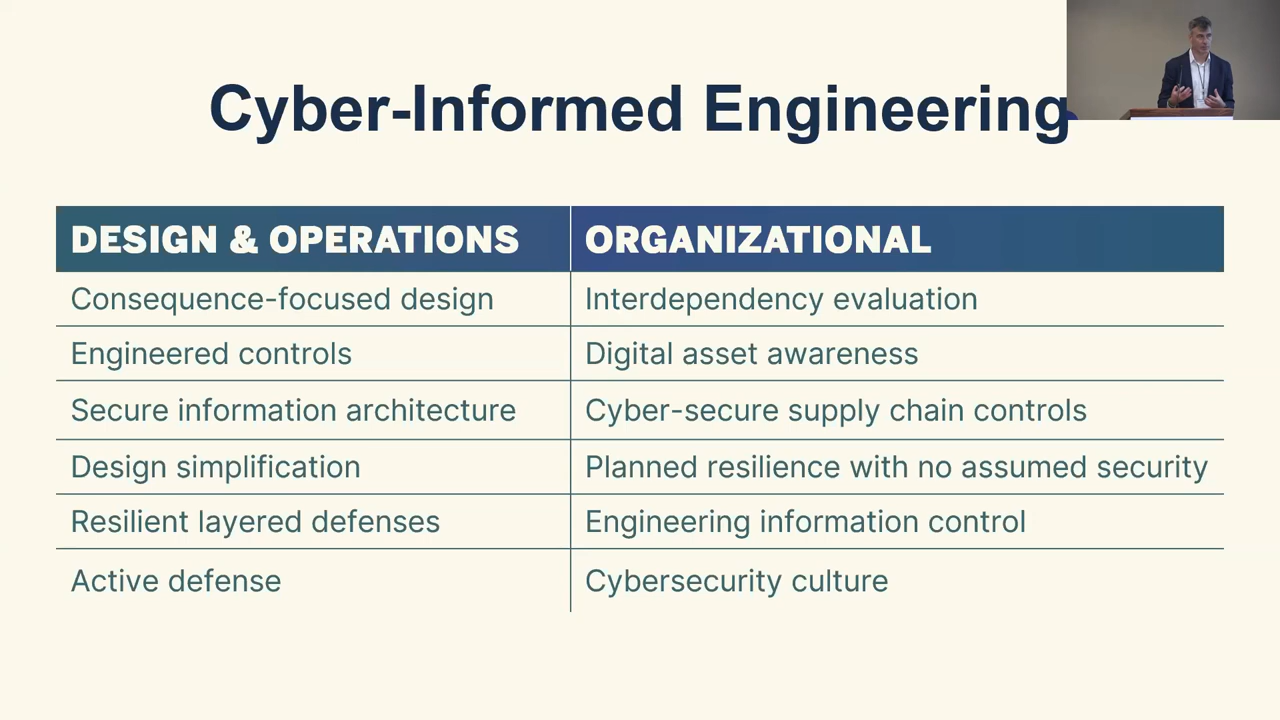 Cyber-Informed Engineering
DESIGN & OPERATIONS ORGANIZATIONAL
Consequence-focused design Interdependency evaluation
Engineered controls Digital asset awareness
Secure information architecture Cyber-secure supply chain controls
Design simplification Planned resilience with no assumed security
Resilient layered defenses Engineering information control
Active defense Cybersecurity culture